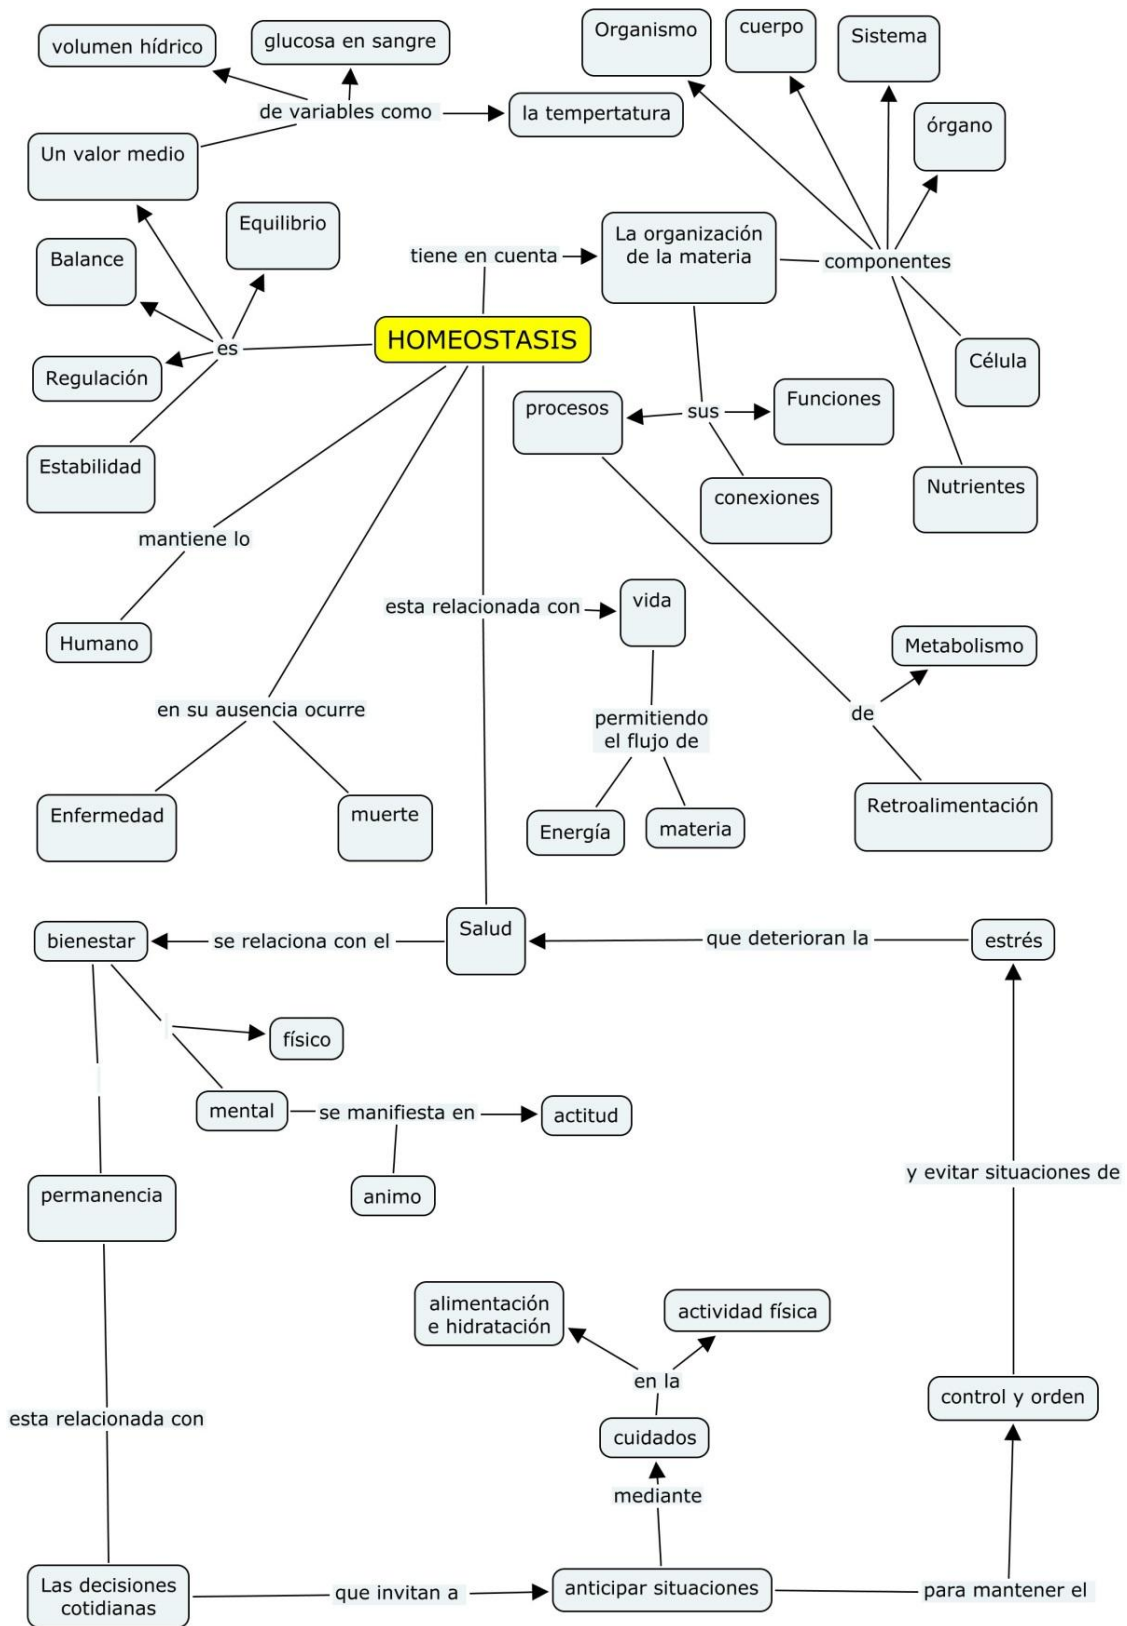 volumen hídrico
glucosa en sangre
Organismo
cuerpo
Sistema
de variables como
la tempertatura
órgano
Un valor medio
Equilibrio
Balance
tiene en cuenta
La organización
de la materia
componentes
HOMEOSTASIS
es
Regulación
Célula
procesos
sus
Funciones
Estabilidad
conexiones
Nutrientes
mantiene lo
esta relacionada con
vida
Humano
Metabolismo
en su ausencia ocurre
permitiendo
el flujo de
de
Enfermedad
muerte
Energía
materia
Retroalimentación
bienestar
se relaciona con el
Salud
que deterioran la
estrés
físico
mental
se manifiesta en
actitud
permanencia
animo
y evitar situaciones de
alimentación
e hidratación
actividad física
en la
control y orden
esta relacionada con
cuidados
mediante
Las decisiones
cotidianas
que invitan a
anticipar situaciones
para mantener el